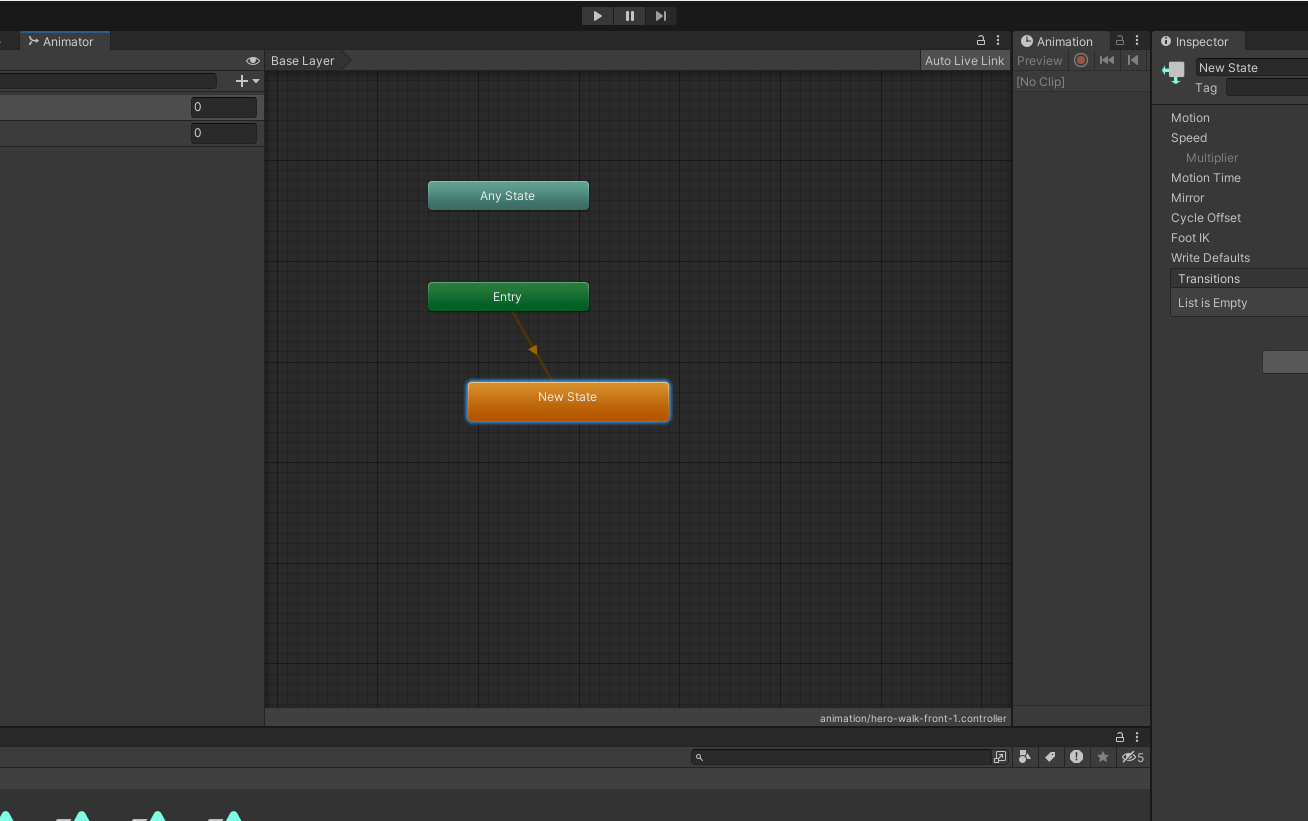 Animator
Animation
Inspector
Base Layer
Auto Live Link
Preview
[No Clip]
New State
Tag
0
0
Motion
Speed
Multiplier
Motion Time
Mirror
Cycle Offset
Foot IK
Write Defaults
Transitions
List is Empty
Any State
Entry
New State
animation/hero-walk-front-1.controller
5